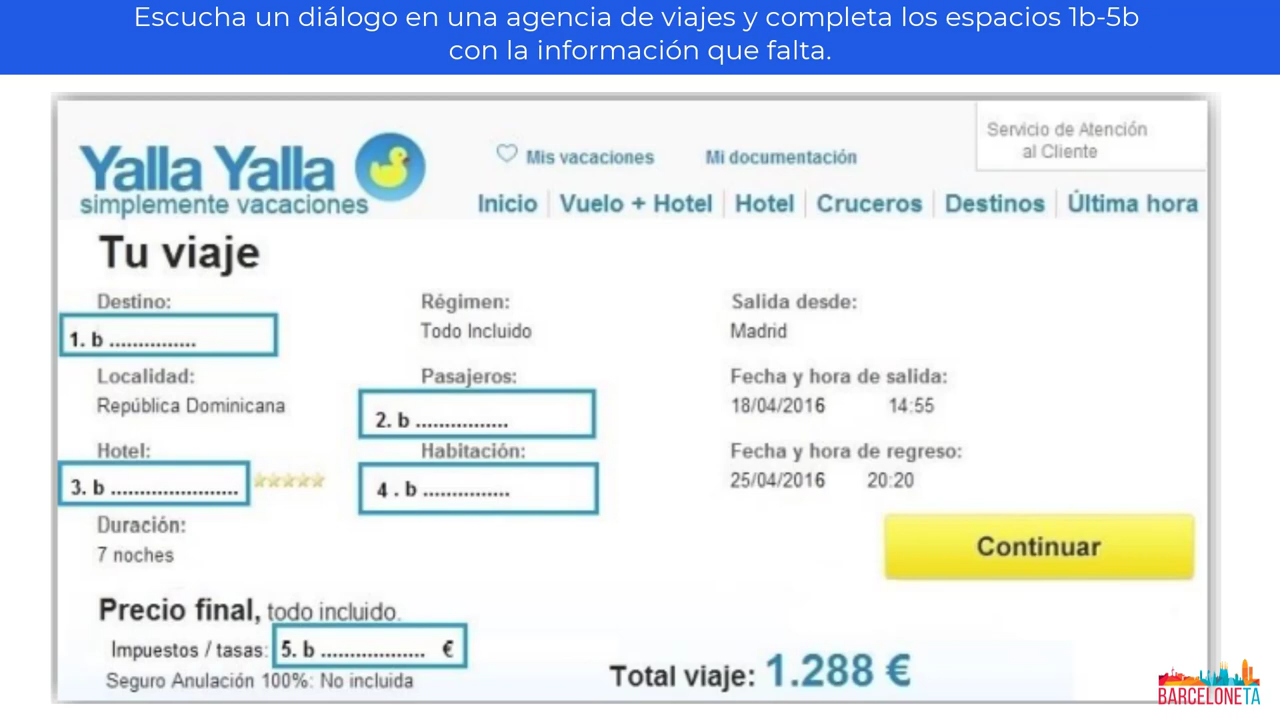 Escucha un diálogo en una agencia de viajes y completa los espacios 1b-5b
con la información que falta.
Servicio de Atención
al Cliente
Mis vacaciones
Mi documentación
Yalla Yalla
simplemente vacaciones
Inicio
Vuelo + Hotel
Hotel
Cruceros
Destinos
Última hora
Tu viaje
Destino:
1. b ...............
Localidad:
República Dominicana
Hotel:
3. b ......................
Duración:
7 noches
Régimen:
Todo Incluido
Pasajeros:
2. b ................
Habitación:
4 . b ...............
Salida desde:
Madrid
Fecha y hora de salida:
18/04/2016 14:55
Fecha y hora de regreso:
25/04/2016 20:20
Continuar
Precio final, todo incluido.
Impuestos / tasas: 5. b .................. €
Seguro Anulación 100%: No incluida
Total viaje: 1.288 €
BARCELONETA